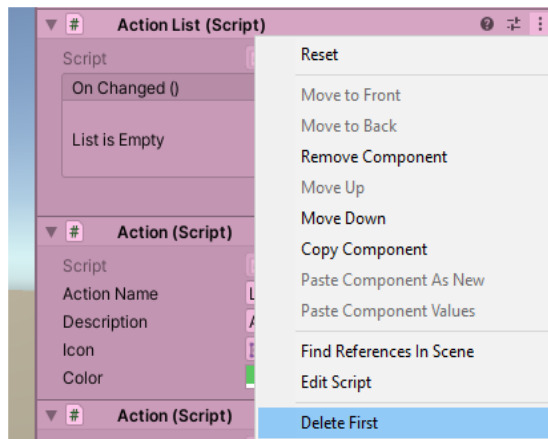 Action List (Script)
Script
On Changed ()
List is Empty
Action (Script)
Script
Action Name
Description
Icon
Color
Action (Script)
Reset
Move to Front
Move to Back
Remove Component
Move Up
Move Down
Copy Component
Paste Component As New
Paste Component Values
Find References In Scene
Edit Script
Delete First